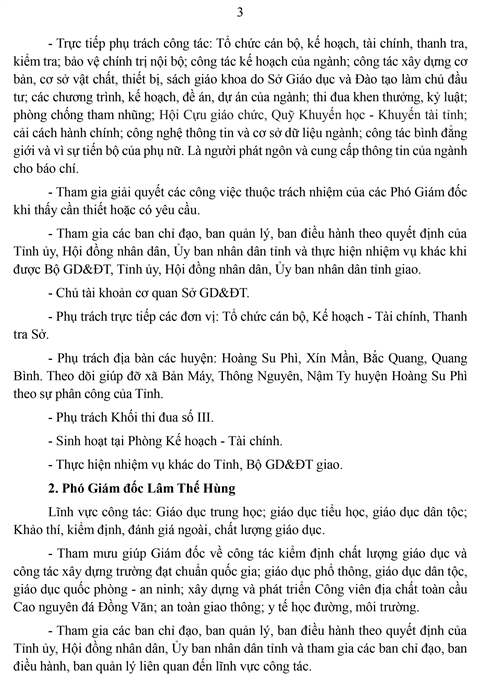 3
- Trực tiếp phụ trách công tác: Tổ chức cán bộ, kế hoạch, tài chính, thanh tra,
kiểm tra; bảo vệ chính trị nội bộ; công tác kế hoạch của ngành; công tác xây dựng cơ
bản, cơ sở vật chất, thiết bị, sách giáo khoa do Sở Giáo dục và Đào tạo làm chủ đầu
tư; các chương trình, kế hoạch, đề án, dự án của ngành; thi đua khen thưởng, kỷ luật;
phòng chống tham nhũng; Hội Cựu giáo chức, Quỹ Khuyến học - Khuyến tài tỉnh;
cải cách hành chính; công nghệ thông tin và cơ sở dữ liệu ngành; công tác bình đẳng
giới và vì sự tiến bộ của phụ nữ. Là người phát ngôn và cung cấp thông tin của ngành
cho báo chí.
- Tham gia giải quyết các công việc thuộc trách nhiệm của các Phó Giám đốc
khi thấy cần thiết hoặc có yêu cầu.
- Tham gia các ban chỉ đạo, ban quản lý, ban điều hành theo quyết định của
Tỉnh ủy, Hội đồng nhân dân, Ủy ban nhân dân tỉnh và thực hiện nhiệm vụ khác khi
được Bộ GD&ĐT, Tỉnh ủy, Hội đồng nhân dân, Ủy ban nhân dân tỉnh giao.
- Chủ tài khoản cơ quan Sở GD&ĐT.
- Phụ trách trực tiếp các đơn vị: Tổ chức cán bộ, Kế hoạch - Tài chính, Thanh
tra Sở.
- Phụ trách địa bàn các huyện: Hoàng Su Phì, Xín Mần, Bắc Quang, Quang
Bình. Theo dõi giúp đỡ xã Bản Máy, Thông Nguyên, Nậm Ty huyện Hoàng Su Phì
theo sự phân công của Tỉnh.
- Phụ trách Khối thi đua số III.
- Sinh hoạt tại Phòng Kế hoạch - Tài chính.
- Thực hiện nhiệm vụ khác do Tỉnh, Bộ GD&ĐT giao.
2. Phó Giám đốc Lâm Thế Hùng
Lĩnh vực công tác: Giáo dục trung học; giáo dục tiểu học, giáo dục dân tộc;
Khảo thí, kiểm định, đánh giá ngoài, chất lượng giáo dục.
- Tham mưu giúp Giám đốc về công tác kiểm định chất lượng giáo dục và
công tác xây dựng trường đạt chuẩn quốc gia; giáo dục phổ thông, giáo dục dân tộc,
giáo dục quốc phòng - an ninh; xây dựng và phát triển Công viên địa chất toàn cầu
Cao nguyên đá Đồng Văn; an toàn giao thông; y tế học đường, môi trường.
- Tham gia các ban chỉ đạo, ban quản lý, ban điều hành theo quyết định của
Tỉnh ủy, Hội đồng nhân dân, Ủy ban nhân dân tỉnh và tham gia các ban chỉ đạo, ban
điều hành, ban quản lý liên quan đến lĩnh vực công tác.